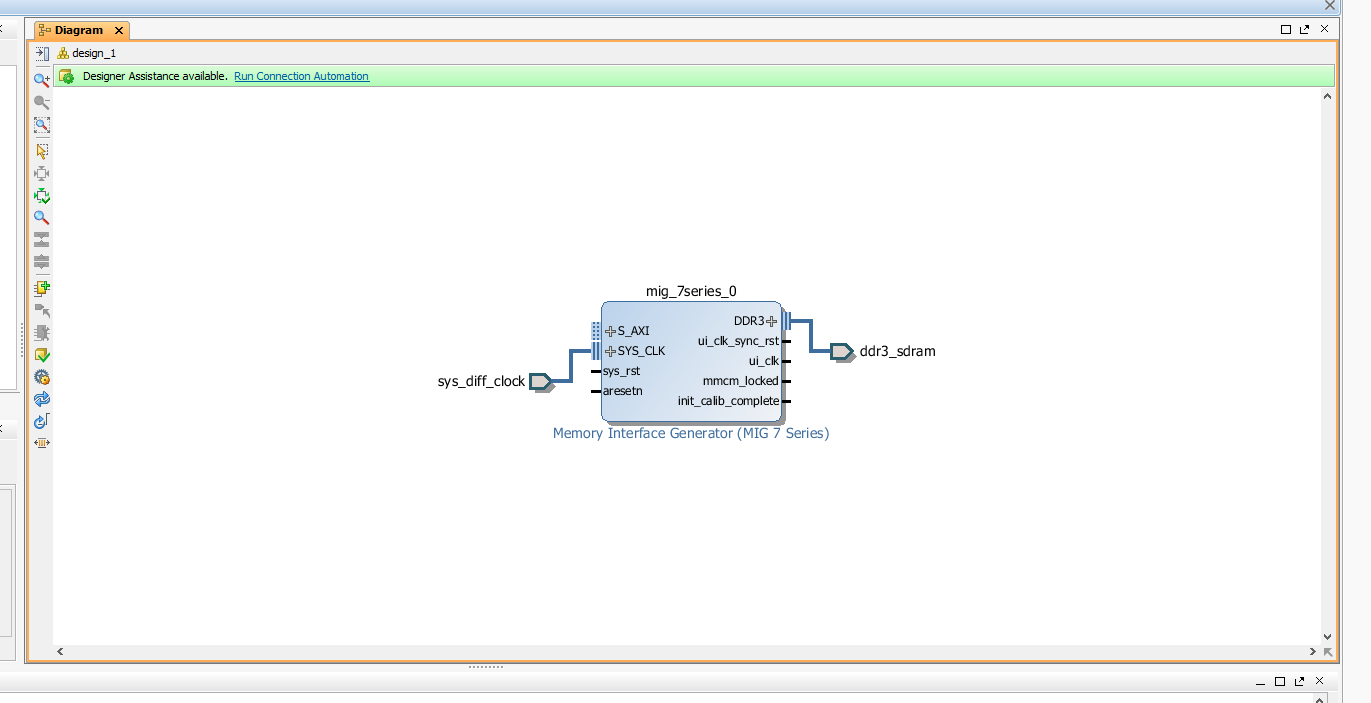 Diagram
design_1
Designer Assistance available. Run Connection Automation
mig_7series_0
DDR3
S_AXI
ui_clk_sync_rst
SYS_CLK
ddr3_sdram
ui_clk
sys_rst
sys_diff_clock
mmcm_locked
aresetn
init_calib_complete
Memory Interface Generator (MIG 7 Series)